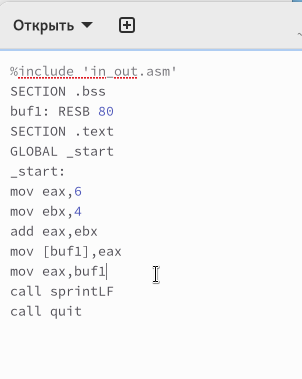 Открыть
%include 'in_out.asm'
SECTION .bss
buf1: RESB 80
SECTION .text
GLOBAL _start
_start:
mov eax,6
mov ebx,4
add eax,ebx
mov [buf1],eax
mov eax,buf1
call sprintLF
call quit